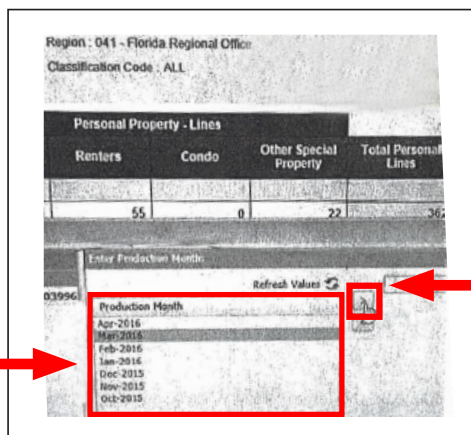 Region : 041 - Florida Regional Office
Classification Code : ALL
Personal Property - Lines
Renters Condo Other Special Property Total Personal Lines
55 0 22 362
Enter Production Month:
Refresh Values
03996
Production Month
Apr-2016
Mar-2016
Feb-2016
Jan-2016
Dec-2015
Nov-2015
Oct-2015